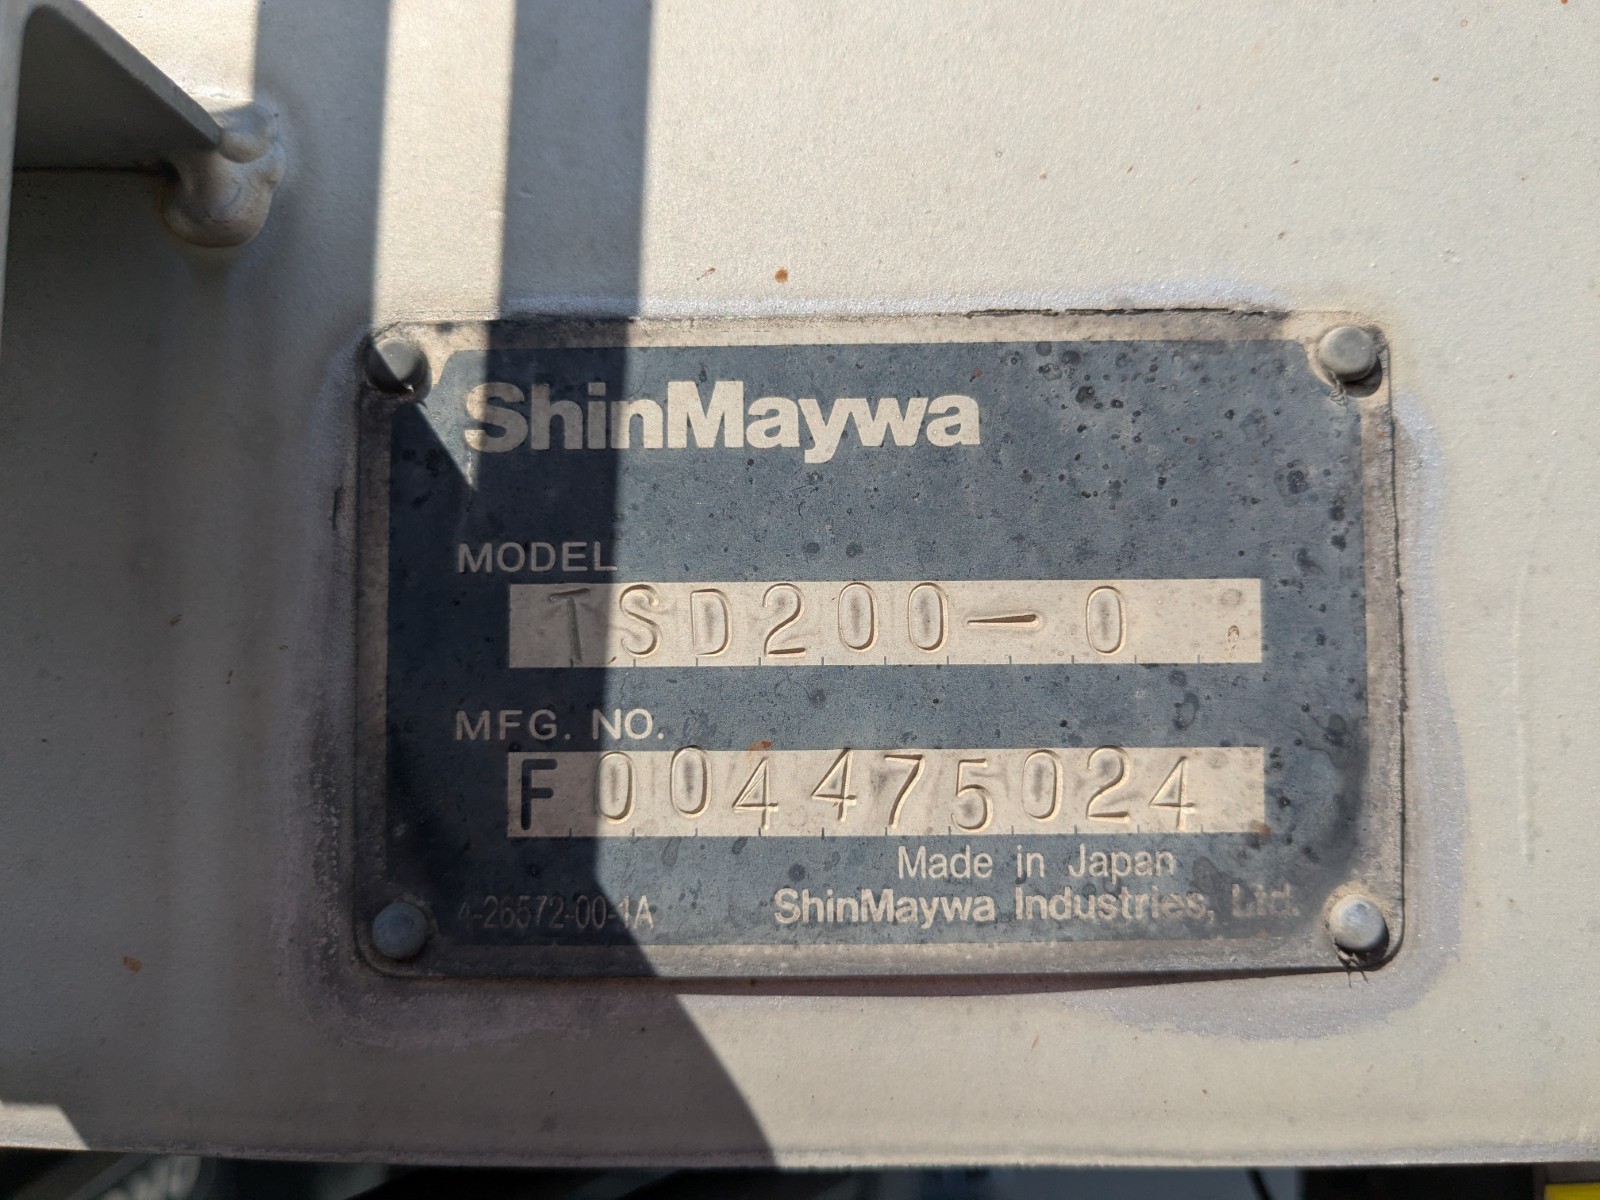 ShinMaywa
MODEL
TSD200-0
MFG. NO.
F004475024
Made in Japan
4-26572-00-1A
ShinMaywa Industries, Ltd.